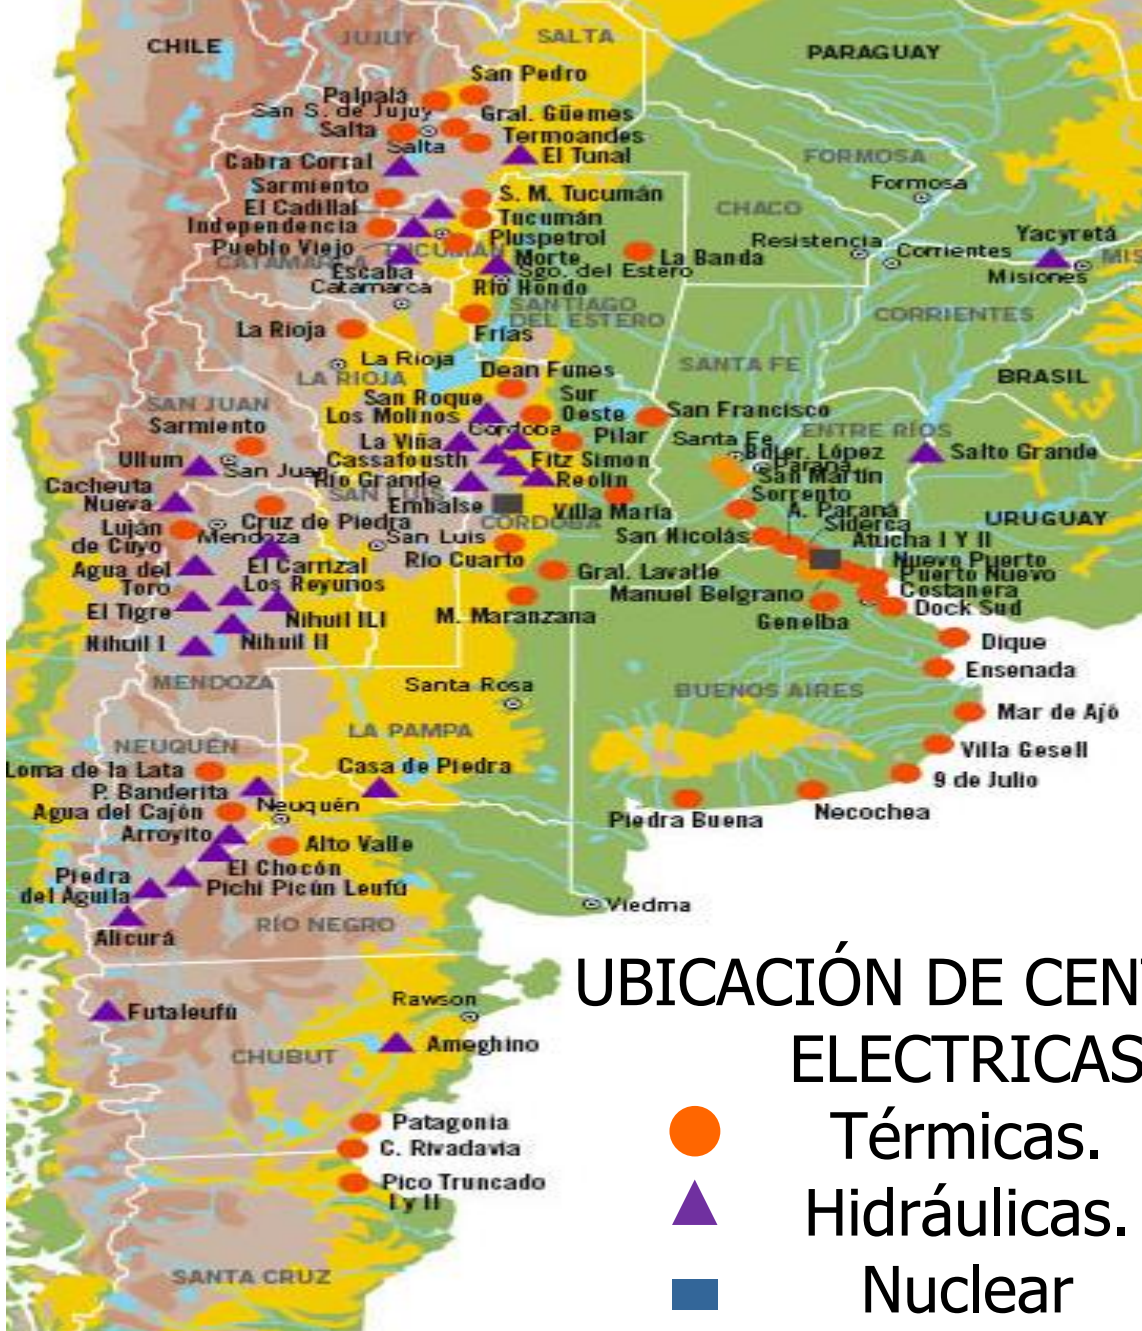 JUJUY
SALTA
CHILE
PARAGUAY
San Pedro
Palpalá
San S. de Jujuy
Gral. Güemes
Salta
Termoandes
Salta
El Tunal
Cabra Corral
FORMOSA
Sarmiento
S. M. Tucumán
Formosa
El Cadillal
CHACO
Independencia
Tucumán
Pluspetrol
Resistencia
Corrientes
Yacyretá
Pueblo Viejo
TUCUMÁN
Morte
La Banda
MIS
CATAMARCA
Escaba
Sgo. del Estero
Misiones
Catamarca
Río Hondo
SANTIAGO
DEL ESTERO
CORRIENTES
La Rioja
Frías
La Rioja
Dean Funes
SANTA FE
LA RIOJA
BRASIL
San Roque
Sur
SAN JUAN
Los Molinos
Oeste
San Francisco
Sarmiento
Córdoba
La Viña
Pilar
Santa Fe
ENTRE RÍOS
Ullum
San Juan
Cassafousth
Fitz Simon
Bdier. López
Salto Grande
Paraná
Cacheuta
Nueva
Río Grande
Reolin
San Martín
SAN LUIS
Sorrento
Embalse
Villa María
A. Paraná
Luján
de Cuyo
Mendoza
Cruz de Piedra
CÓRDOBA
Siderca
URUGUAY
San Luis
San Nicolás
Atucha I Y II
Agua del
Toro
El Carrizal
Río Cuarto
Nuevo Puerto
Gral. Lavalle
Puerto Nuevo
Los Reyunos
Manuel Belgrano
Costanera
El Tigre
M. Maranzana
Dock Sud
Nihuil ILI
Genelba
Nihuil I
Nihuil II
Dique
Ensenada
MENDOZA
Santa Rosa
BUENOS AIRES
Mar de Ajó
LA PAMPA
NEUQUÉN
Villa Gesell
Loma de la Lata
Casa de Piedra
9 de Julio
P. Banderita
Neuquén
Agua del Cajón
Necochea
Piedra Buena
Arroyito
Alto Valle
El Chocón
Piedra
del Aguila
Pichi Picún Leufú
Viedma
RÍO NEGRO
Alicurá
UBICACIÓN DE CEN
Rawson
Futaleufú
ELECTRICAS
CHUBUT
Ameghino
Patagonia
Térmicas.
C. Rivadavia
Pico Truncado
I y II
Hidráulicas.
SANTA CRUZ
Nuclear